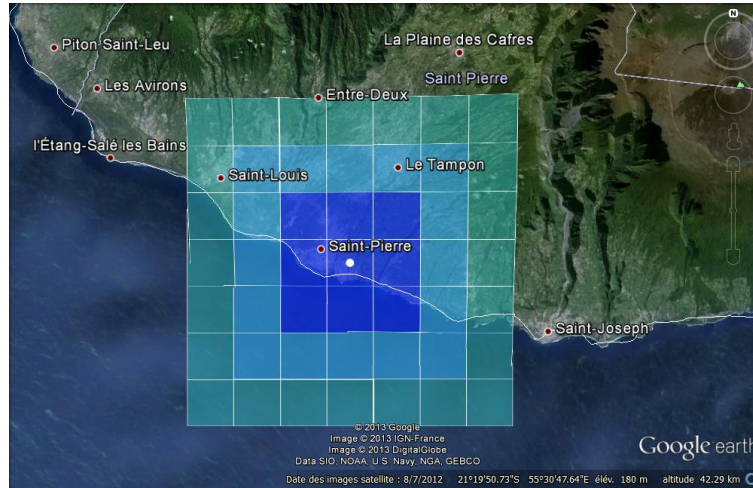 N
Piton Saint-Leu
La Plaine des Cafres
Saint Pierre
Les Avirons
Entre-Deux
l'Étang-Salé les Bains
Saint-Louis
Le Tampon
Saint-Pierre
Saint-Joseph
© 2013 Google
Image © 2013 IGN-France
Image © 2013 DigitalGlobe
Data SIO, NOAA, U.S. Navy, NGA, GEBCO
Google earth
Date des images satellite : 8/7/2012 21°19'50.73"S 55°30'47.64"E élév. 180 m altitude 42.29 km